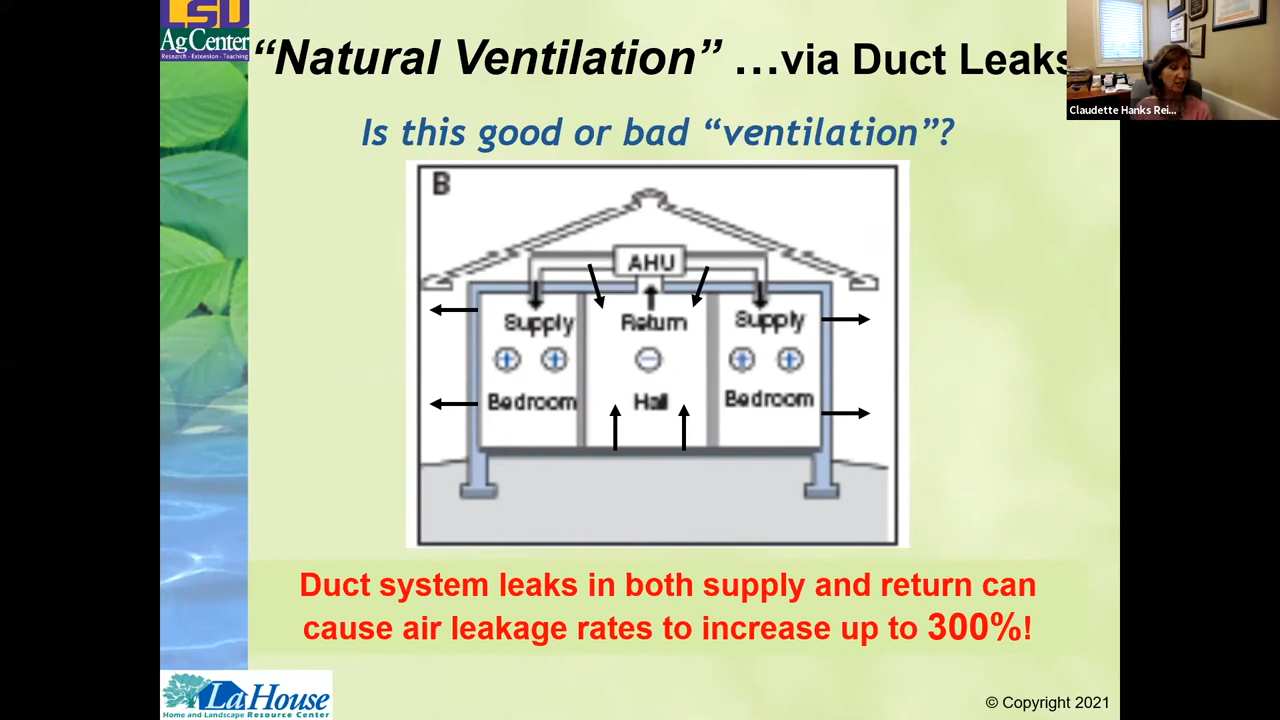 LSU
AgCenter
Research · Extension · Teaching
“Natural Ventilation” ...via Duct Leaks
Claudette Hanks Rei...
Is this good or bad “ventilation”?
B
AHU
Supply
Return
Supply
Bedroom
Hall
Bedroom
Duct system leaks in both supply and return can
cause air leakage rates to increase up to 300%!
LaHouse
Home and Landscape Resource Center
© Copyright 2021